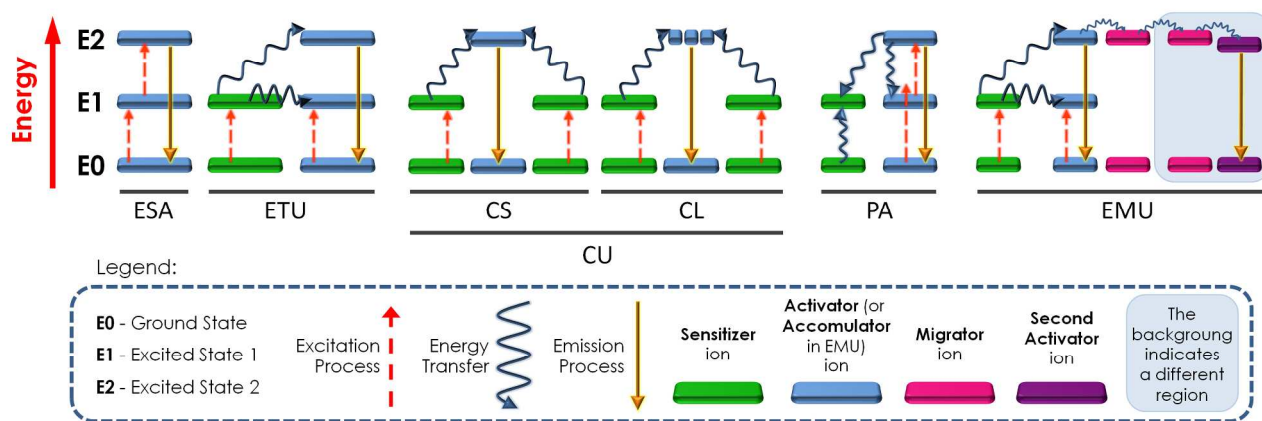 Energy
E2
E1
E0
ESA
ETU
CS
CL
PA
EMU
CU
Legend:
E0 - Ground State
E1 - Excited State 1
E2 - Excited State 2
Excitation
Process
Energy
Transfer
Emission
Process
Sensitizer
ion
Activator (or
Accomulator
in EMU)
ion
Migrator
ion
Second
Activator
ion
The
backgroung
indicates
a different
region